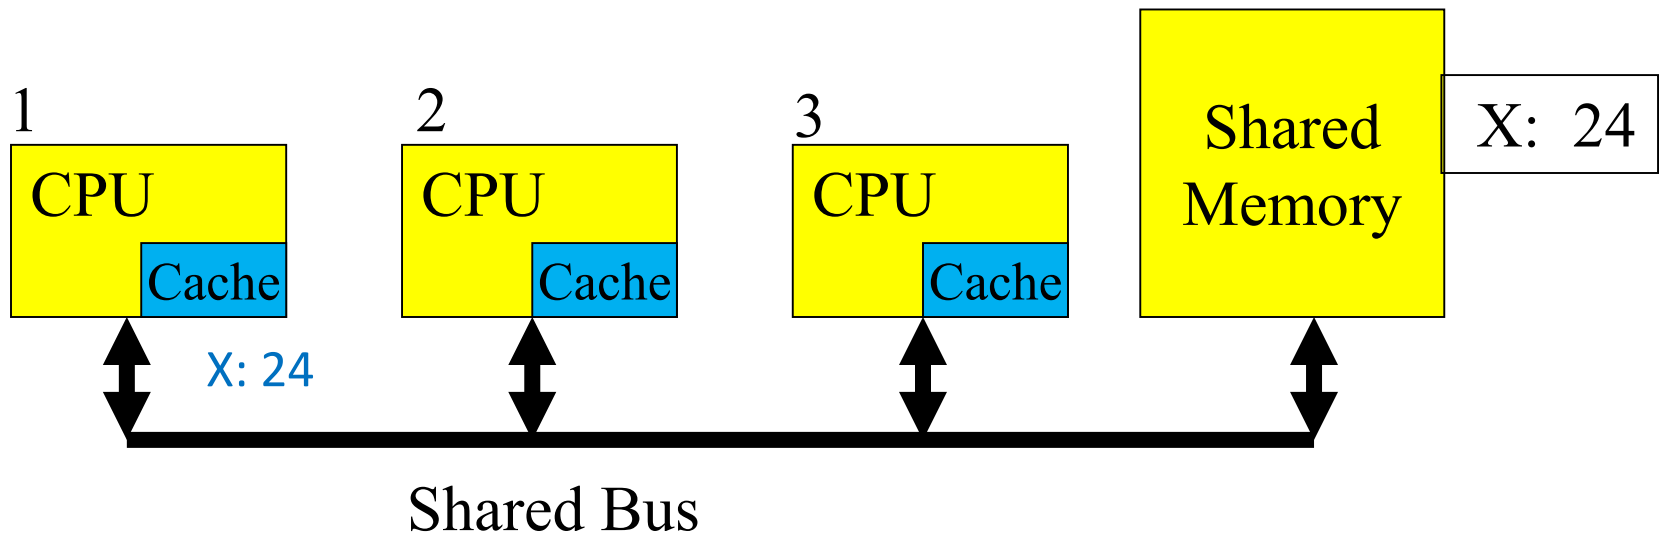 1
CPU
Cache
X: 24
2
CPU
Cache
3
CPU
Cache
Shared
Memory
X: 24
Shared Bus